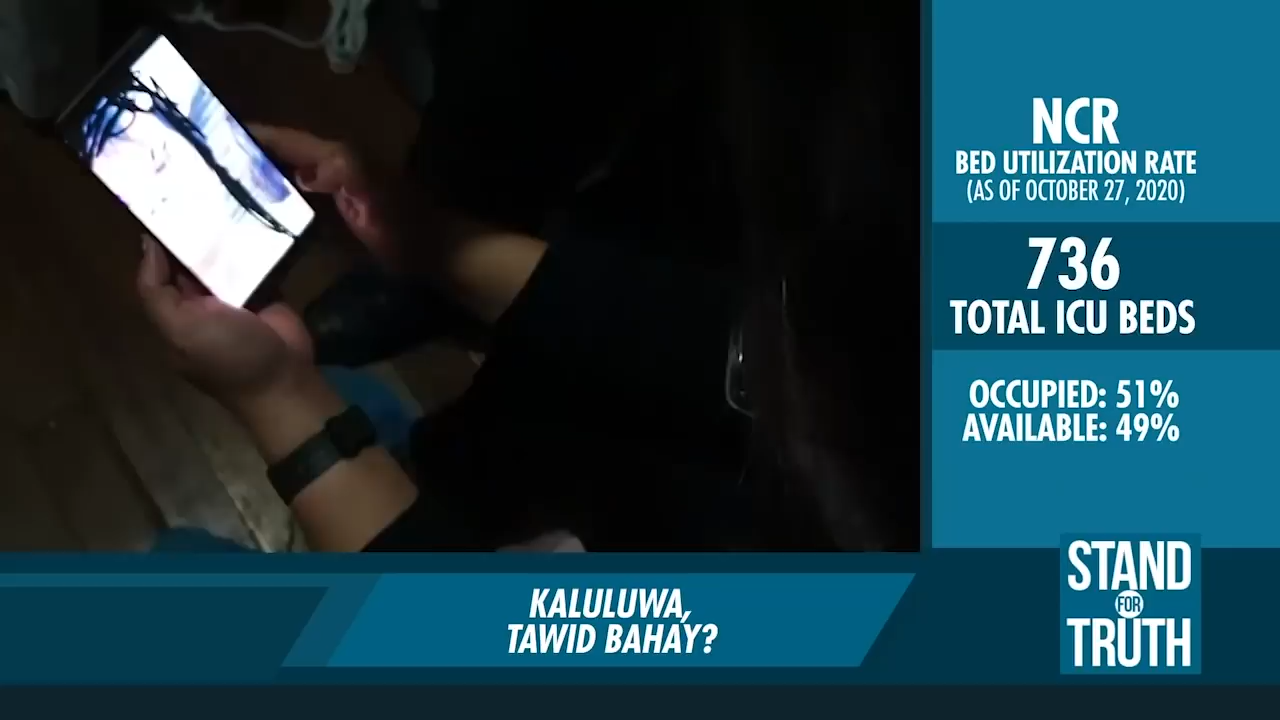 NCR
BED UTILIZATION RATE
(AS OF OCTOBER 27, 2020)
736
TOTAL ICU BEDS
OCCUPIED: 51%
AVAILABLE: 49%
KALULUWA,
TAWID BAHAY?
STAND
FOR
TRUTH